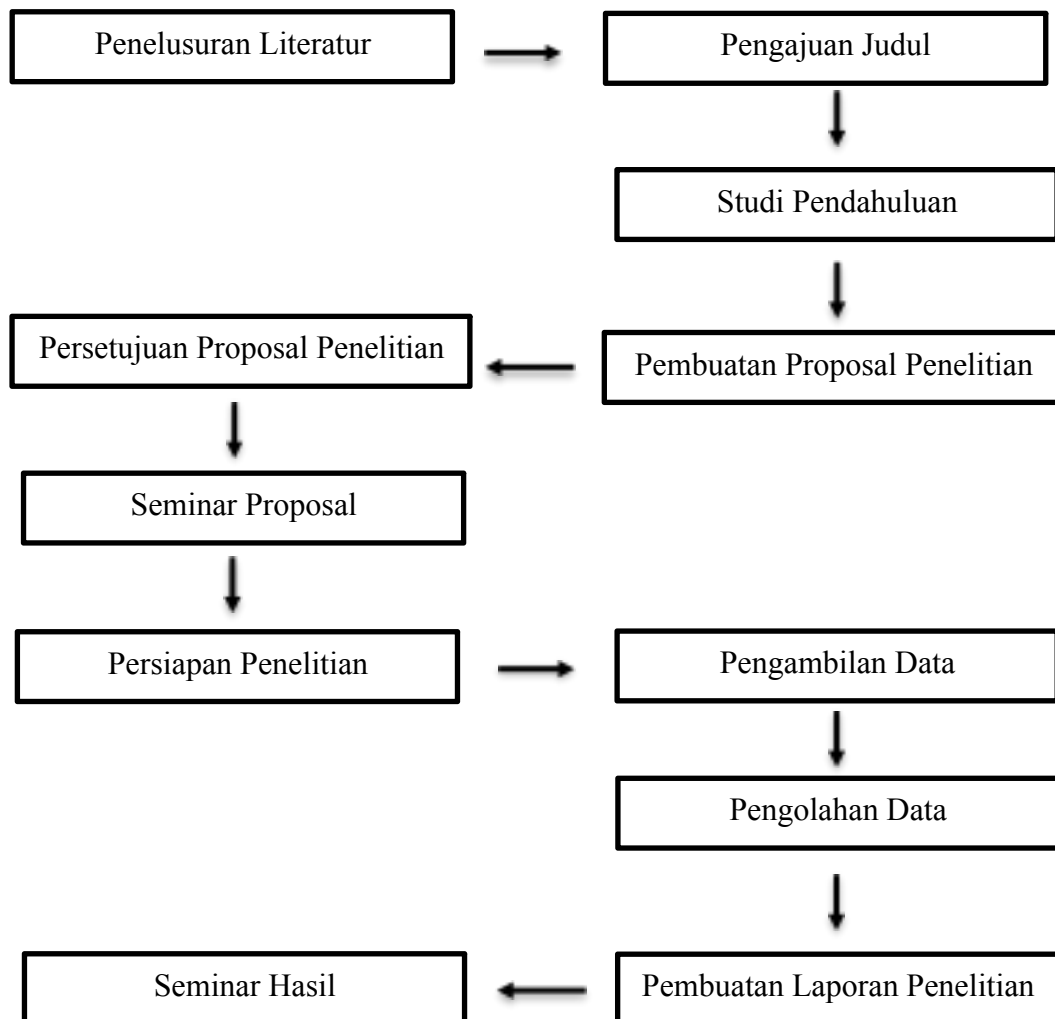 Penelusuran Literatur
Pengajuan Judul
Studi Pendahuluan
Pembuatan Proposal Penelitian
Persetujuan Proposal Penelitian
Seminar Proposal
Persiapan Penelitian
Pengambilan Data
Pengolahan Data
Pembuatan Laporan Penelitian
Seminar Hasil